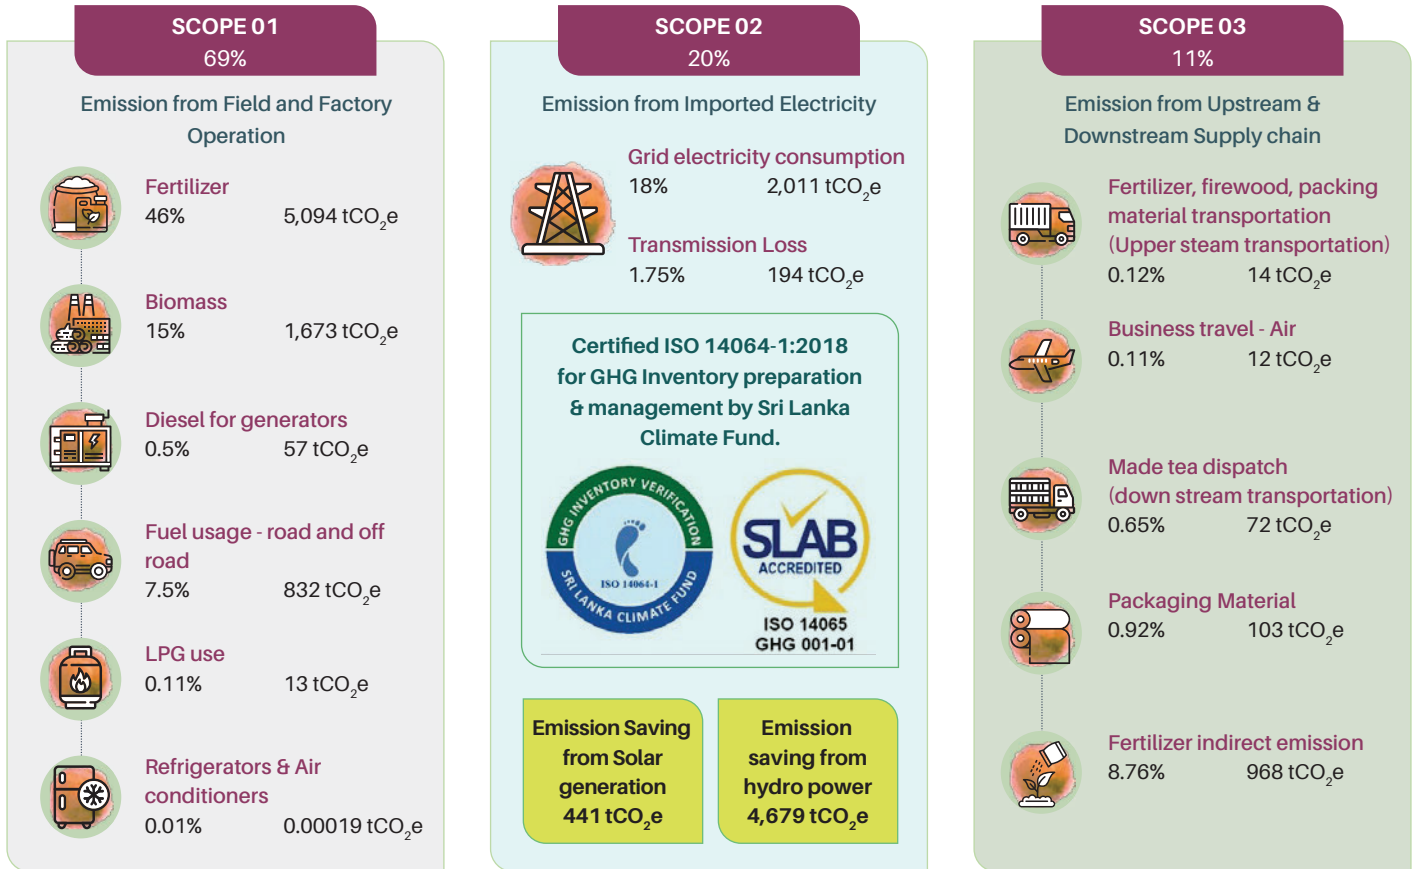 SCOPE 01
69%
Emission from Field and Factory
Operation
Fertilizer
46% 5,094 tCO₂e
Biomass
15% 1,673 tCO₂e
Diesel for generators
0.5% 57 tCO₂e
Fuel usage - road and off
road
7.5% 832 tCO₂e
LPG use
0.11% 13 tCO₂e
Refrigerators & Air
conditioners
0.01% 0.00019 tCO₂e
SCOPE 02
20%
Emission from Imported Electricity
Grid electricity consumption
18% 2,011 tCO₂e
Transmission Loss
1.75% 194 tCO₂e
Certified ISO 14064-1:2018
for GHG Inventory preparation
& management by Sri Lanka
Climate Fund.
GHG INVENTORY VERIFICATION
ISO 14064-1
SRI LANKA CLIMATE FUND
SLAB
ACCREDITED
ISO 14065
GHG 001-01
Emission Saving
from Solar
generation
441 tCO₂e
Emission
saving from
hydro power
4,679 tCO₂e
SCOPE 03
11%
Emission from Upstream &
Downstream Supply chain
Fertilizer, firewood, packing
material transportation
(Upper steam transportation)
0.12% 14 tCO₂e
Business travel - Air
0.11% 12 tCO₂e
Made tea dispatch
(down stream transportation)
0.65% 72 tCO₂e
Packaging Material
0.92% 103 tCO₂e
Fertilizer indirect emission
8.76% 968 tCO₂e